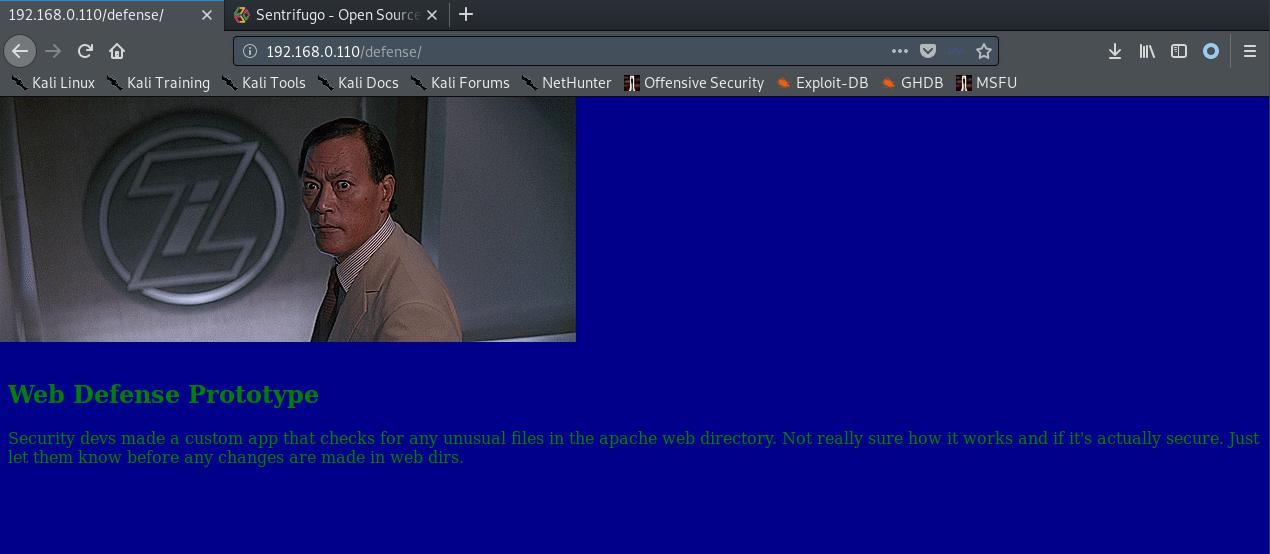 192.168.0.110/defense/
Sentrifugo - Open Source
192.168.0.110/defense/
Kali Linux Kali Training Kali Tools Kali Docs Kali Forums NetHunter Offensive Security Exploit-DB GHDB MSFU
Web Defense Prototype
Security devs made a custom app that checks for any unusual files in the apache web directory. Not really sure how it works and if it's actually secure. Just
let them know before any changes are made in web dirs.